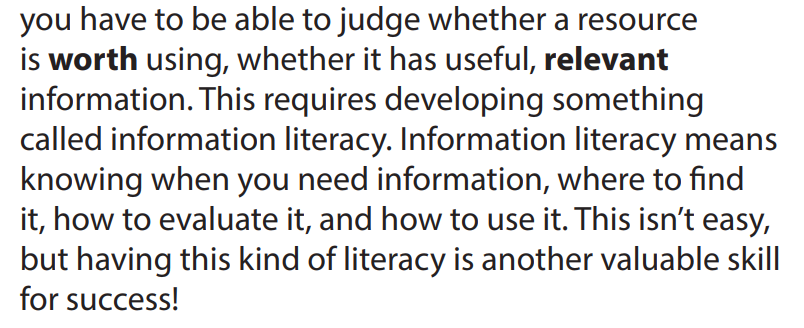 you have to be able to judge whether a resource
is worth using, whether it has useful, relevant
information. This requires developing something
called information literacy. Information literacy means
knowing when you need information, where to find
it, how to evaluate it, and how to use it. This isn’t easy,
but having this kind of literacy is another valuable skill
for success!